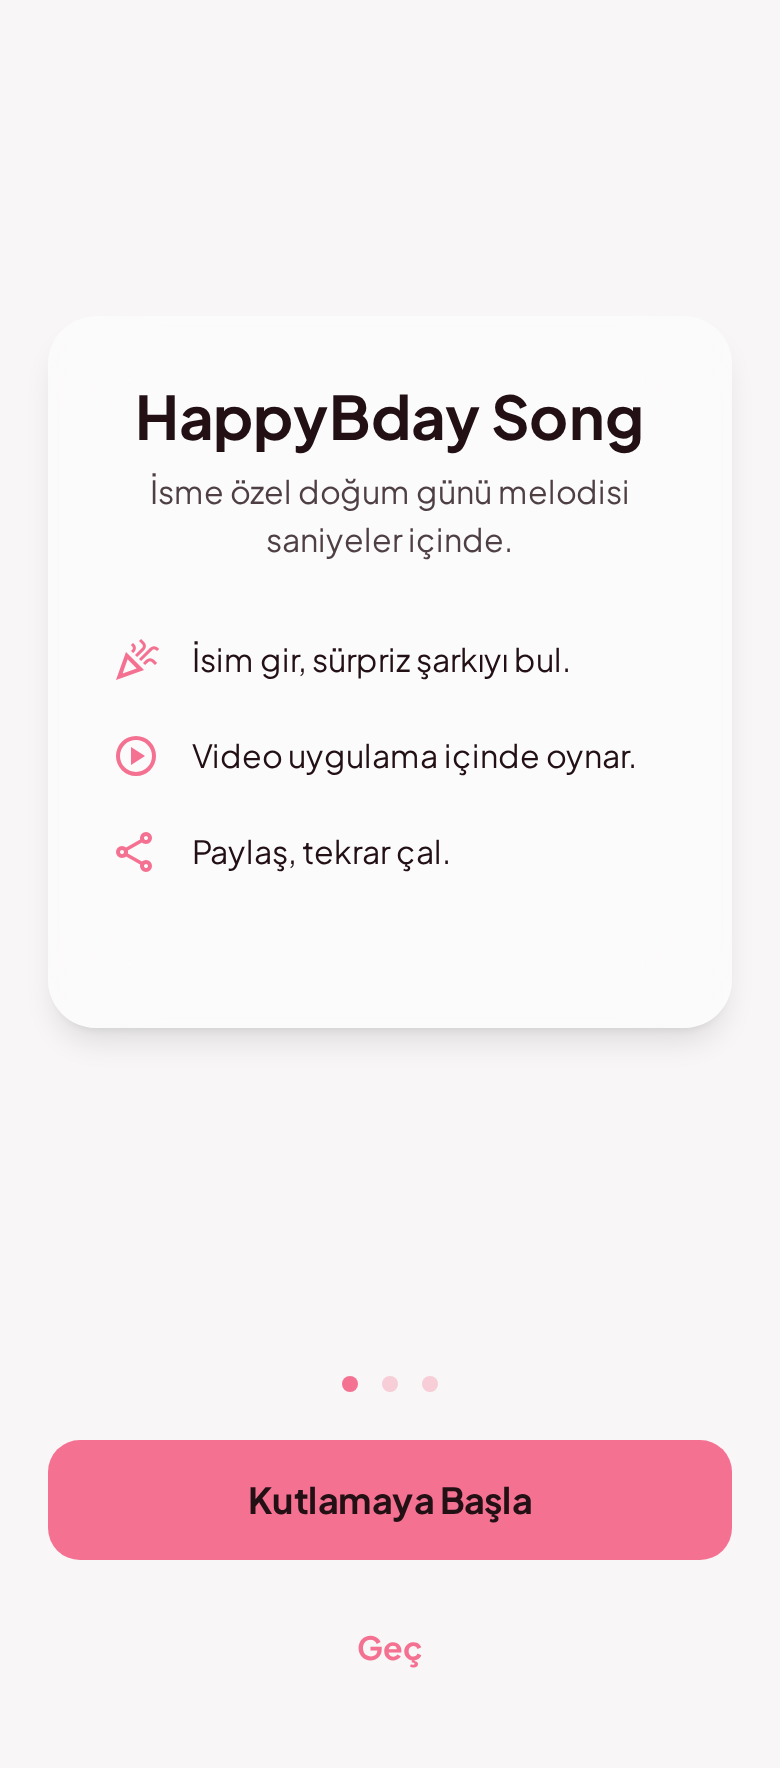 HappyBday Song
İsme özel doğum günü melodisi
saniyeler içinde.
İsim gir, sürpriz şarkıyı bul.
Video uygulama içinde oynar.
Paylaş, tekrar çal.
Kutlamaya Başla
Geç